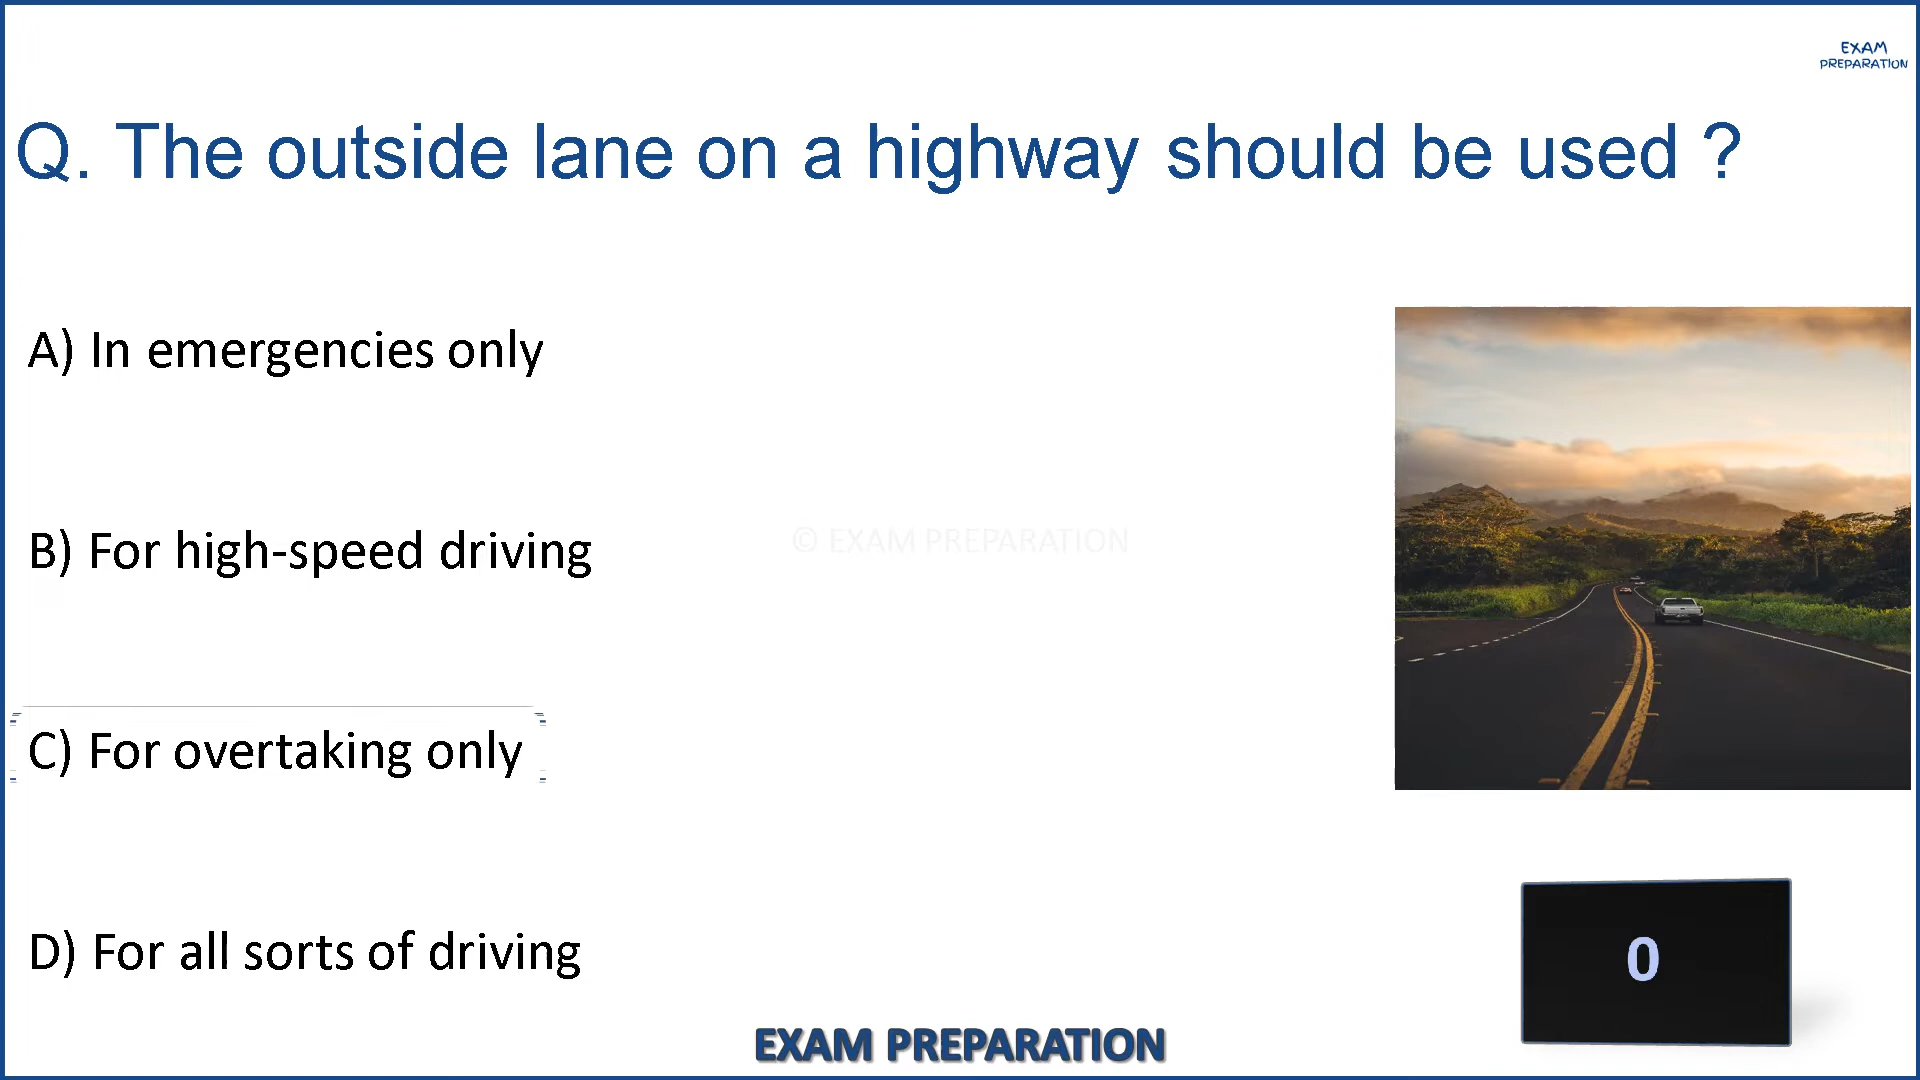 EXAM
PREPARATION
Q. The outside lane on a highway should be used ?
A) In emergencies only
B) For high-speed driving
© EXAM PREPARATION
C) For overtaking only
D) For all sorts of driving
0
EXAM PREPARATION